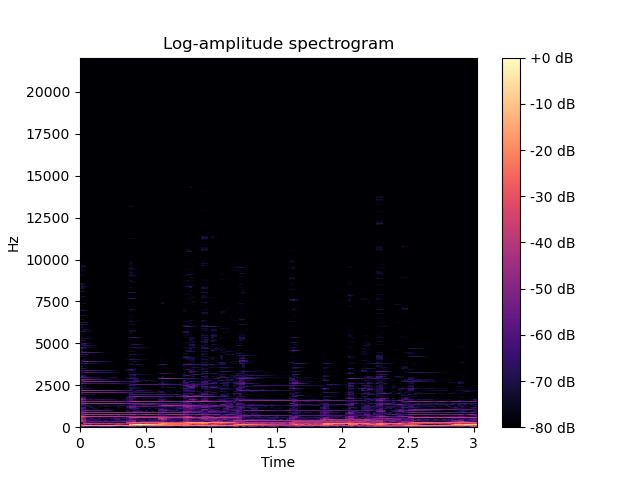 Log-amplitude spectrogram
Hz
20000
17500
15000
12500
10000
7500
5000
2500
0
0
0.5
1
1.5
2
2.5
3
Time
+0 dB
-10 dB
-20 dB
-30 dB
-40 dB
-50 dB
-60 dB
-70 dB
-80 dB